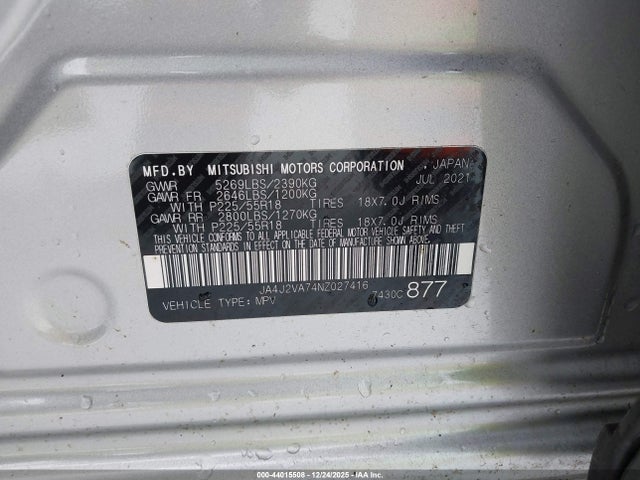 MFD.BY MITSUBISHI MOTORS CORPORATION . JAPAN
GVWR 5269LBS/2390KG JUL 2021
GAWR FR 2646LBS/1200KG
WITH P225/55R18 TIRES 18X7.0J RIMS
GAWR RR 2800LBS/1270KG
WITH P225/55R18 TIRES 18X7.0J RIMS
THIS VEHICLE CONFORMS TO ALL APPLICABLE FEDERAL MOTOR VEHICLE SAFETY
AND THEFT PREVENTION STANDARDS IN EFFECT ON THE DATE OF MANUFACTURE SHOWN ABOVE.
JA4J2VA74NZ027416
VEHICLE TYPE: MPV 7430C 877
000-44015508 - 12/24/2025 - IAA Vehicles